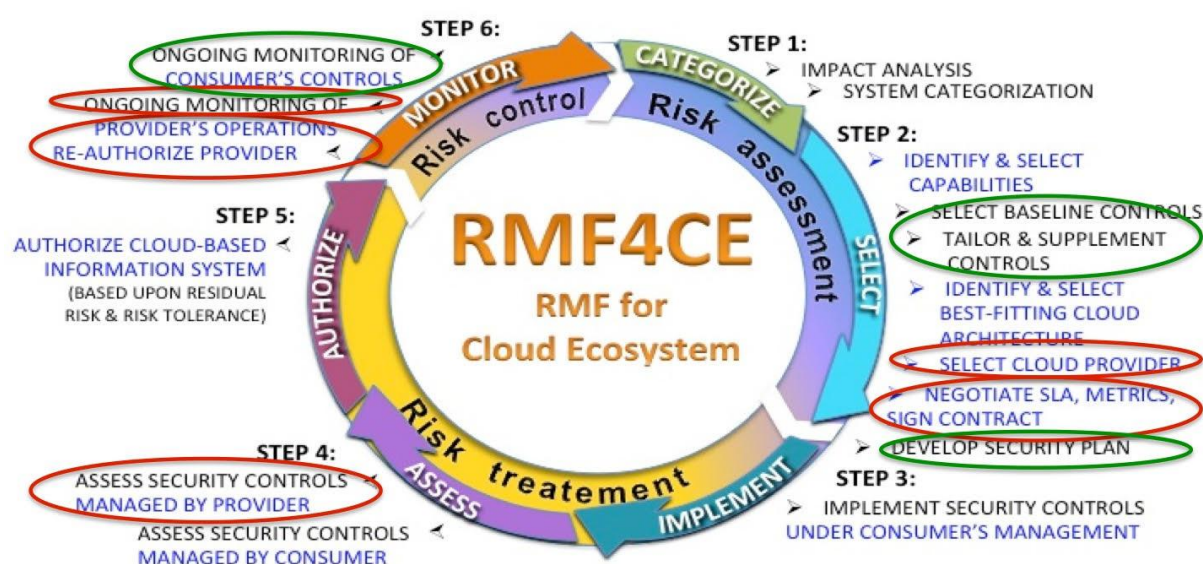 STEP 6:
ONGOING MONITORING OF
CONSUMER'S CONTROLS
ONGOING MONITORING OF
PROVIDER'S OPERATIONS
RE-AUTHORIZE PROVIDER
STEP 5:
AUTHORIZE CLOUD-BASED
INFORMATION SYSTEM
(BASED UPON RESIDUAL
RISK & RISK TOLERANCE)
STEP 4:
ASSESS SECURITY CONTROLS
MANAGED BY PROVIDER
ASSESS SECURITY CONTROLS
MANAGED BY CONSUMER
MONITOR
CATEGORIZE
SELECT
IMPLEMENT
ASSESS
AUTHORIZE
Risk control
Risk assessment
Risk treatement
RMF4CE
RMF for
Cloud Ecosystem
STEP 1:
IMPACT ANALYSIS
SYSTEM CATEGORIZATION
STEP 2:
IDENTIFY & SELECT
CAPABILITIES
SELECT BASELINE CONTROLS
TAILOR & SUPPLEMENT
CONTROLS
IDENTIFY & SELECT
BEST-FITTING CLOUD
ARCHITECTURE
SELECT CLOUD PROVIDER
NEGOTIATE SLA, METRICS,
SIGN CONTRACT
DEVELOP SECURITY PLAN
STEP 3:
IMPLEMENT SECURITY CONTROLS
UNDER CONSUMER'S MANAGEMENT